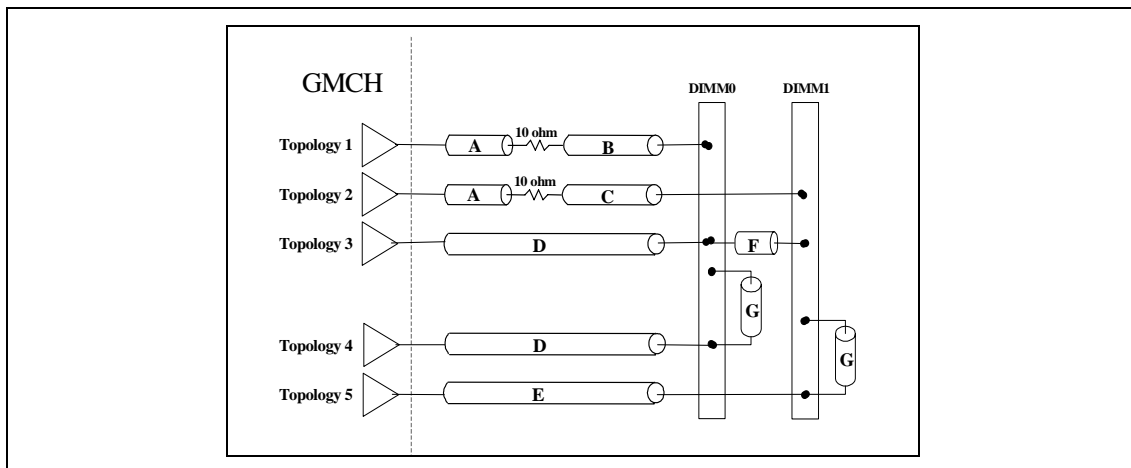 GMCH
DIMM0 DIMM1
Topology 1 A 10 ohm B
Topology 2 A 10 ohm C
Topology 3 D F
G
Topology 4 D
G
Topology 5 E